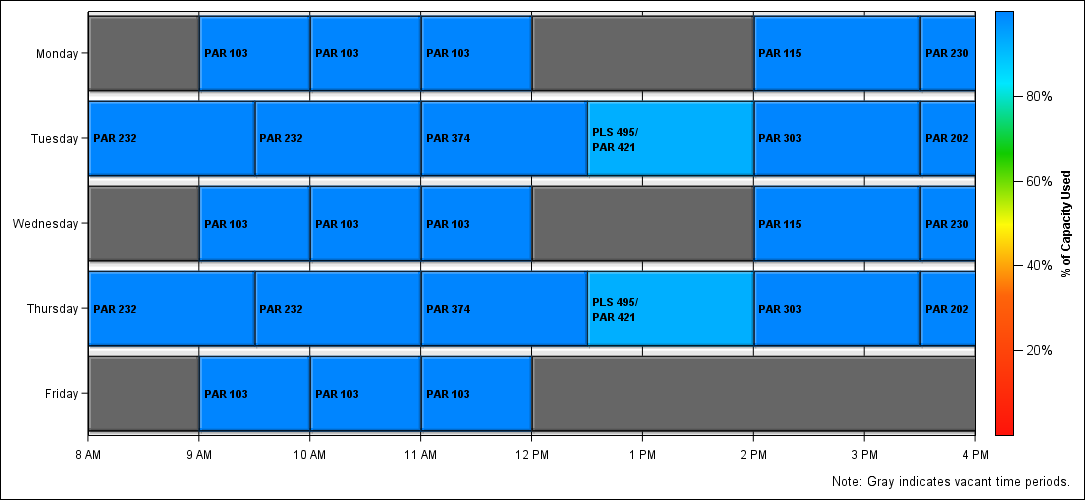 Monday
PAR 103
PAR 103
PAR 103
PAR 115
PAR 230
Tuesday
PAR 232
PAR 232
PAR 374
PLS 495/
PAR 421
PAR 303
PAR 202
Wednesday
PAR 103
PAR 103
PAR 103
PAR 115
PAR 230
Thursday
PAR 232
PAR 232
PAR 374
PLS 495/
PAR 421
PAR 303
PAR 202
Friday
PAR 103
PAR 103
PAR 103
8 AM
9 AM
10 AM
11 AM
12 PM
1 PM
2 PM
3 PM
4 PM
80%
60%
40%
20%
% of Capacity Used
Note: Gray indicates vacant time periods.